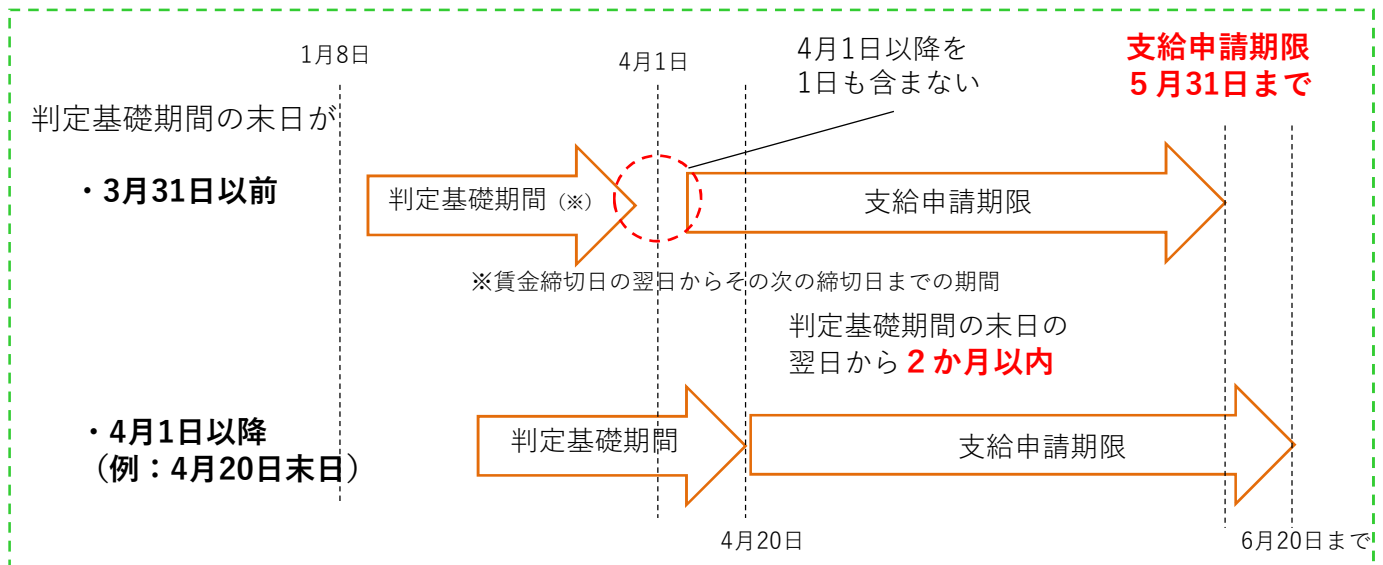 1月8日
4月1日
4月1日以降を
1日も含まない
支給申請期限
５月31日まで
判定基礎期間の末日が
・3月31日以前
判定基礎期間（※）
支給申請期限
※賃金締切日の翌日からその次の締切日までの期間
判定基礎期間の末日の
翌日から２か月以内
・4月1日以降
（例：4月20日末日）
判定基礎期間
支給申請期限
4月20日
6月20日まで